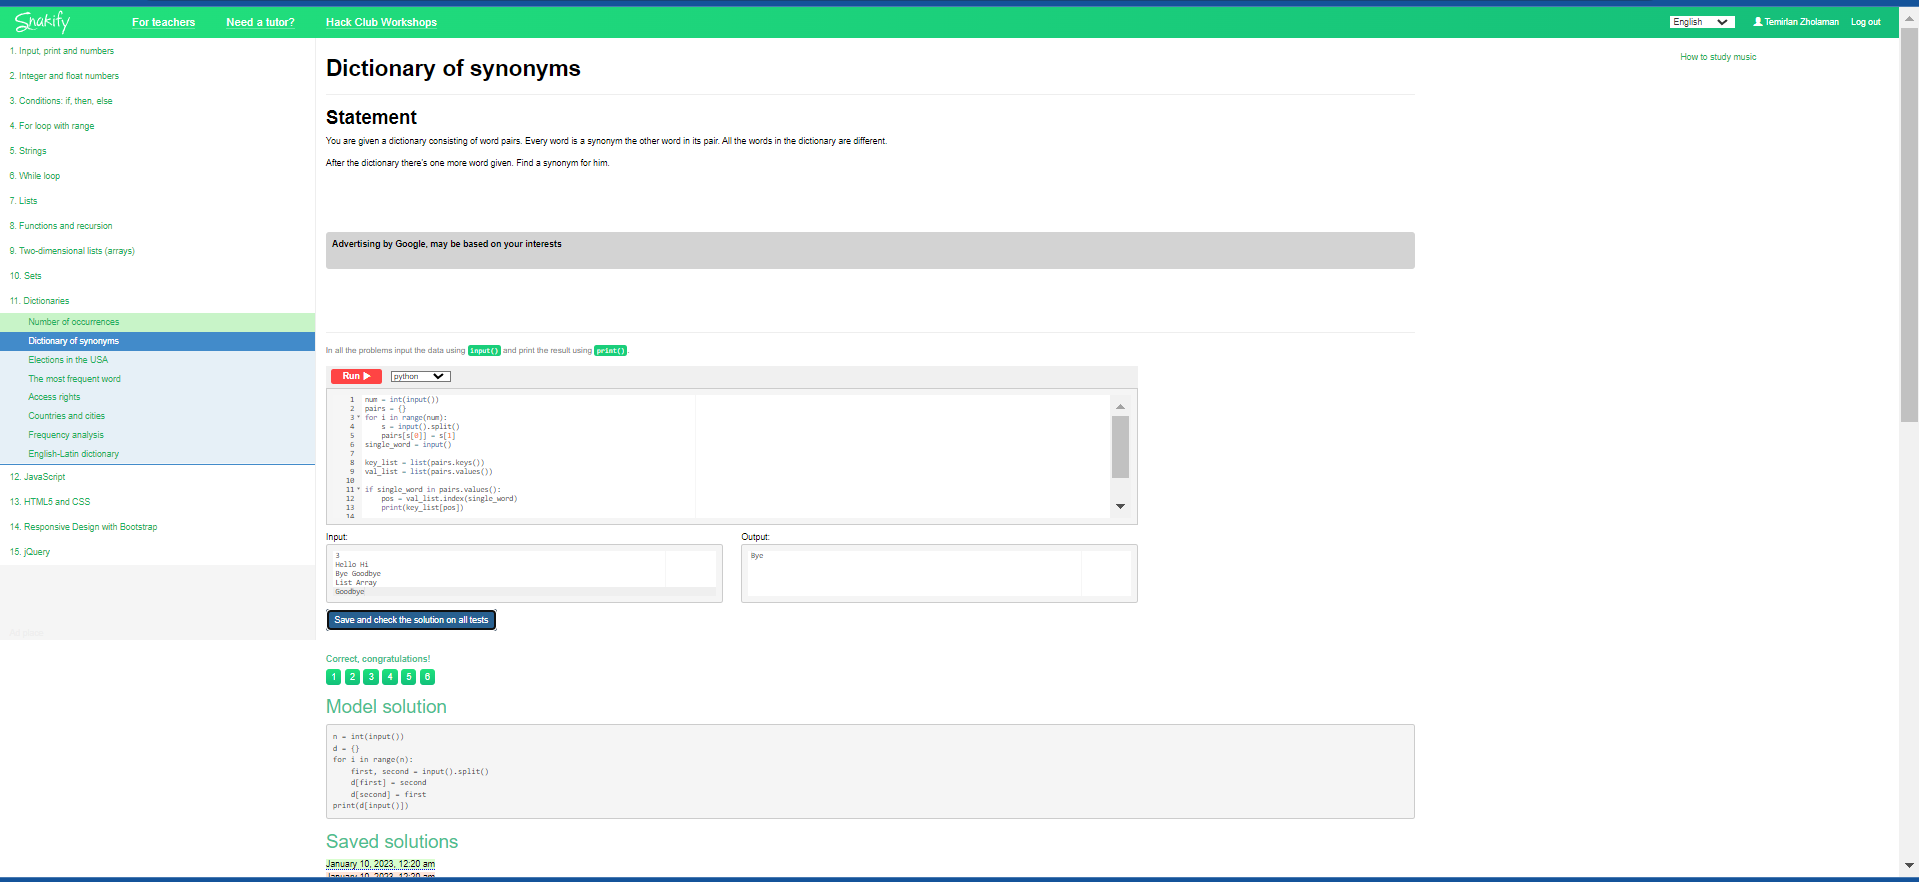 Snakify
For teachers
Need a tutor?
Hack Club Workshops
English
Temirlan Zholaman
Log out
1. Input, print and numbers
2. Integer and float numbers
3. Conditions: if, then, else
4. For loop with range
5. Strings
6. While loop
7. Lists
8. Functions and recursion
9. Two-dimensional lists (arrays)
10. Sets
11. Dictionaries
Number of occurrences
Dictionary of synonyms
Elections in the USA
The most frequent word
Access rights
Countries and cities
Frequency analysis
English-Latin dictionary
12. JavaScript
13. HTML5 and CSS
14. Responsive Design with Bootstrap
15. jQuery
How to study music
Dictionary of synonyms
Statement
You are given a dictionary consisting of word pairs. Every word is a synonym the other word in its pair. All the words in the dictionary are different.
After the dictionary there's one more word given. Find a synonym for him.
Advertising by Google, may be based on your interests
In all the problems input the data using input() and print the result using print().
Run
python
1 num = int(input())
2 pairs = {}
3 for i in range(num):
4 s = input().split()
5 pairs[s[0]] = s[1]
6 single_word = input()
7
8 key_list = list(pairs.keys())
9 val_list = list(pairs.values())
10
11 if single_word in pairs.values():
12 pos = val_list.index(single_word)
13 print(key_list[pos])
14
Input:
3
Hello Hi
Bye Goodbye
List Array
Goodbye
Output:
Bye
Save and check the solution on all tests
Correct, congratulations!
1 2 3 4 5 6
Model solution
n = int(input())
d = {}
for i in range(n):
first, second = input().split()
d[first] = second
d[second] = first
print(d[input()])
Saved solutions
January 10, 2023, 12:20 am
January 10, 2023, 12:20 am